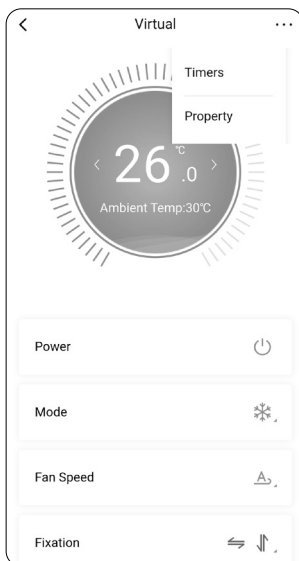 Virtual
Timers
Property
26.0 ℃
Ambient Temp:30℃
Power
Mode
Fan Speed
A
Fixation